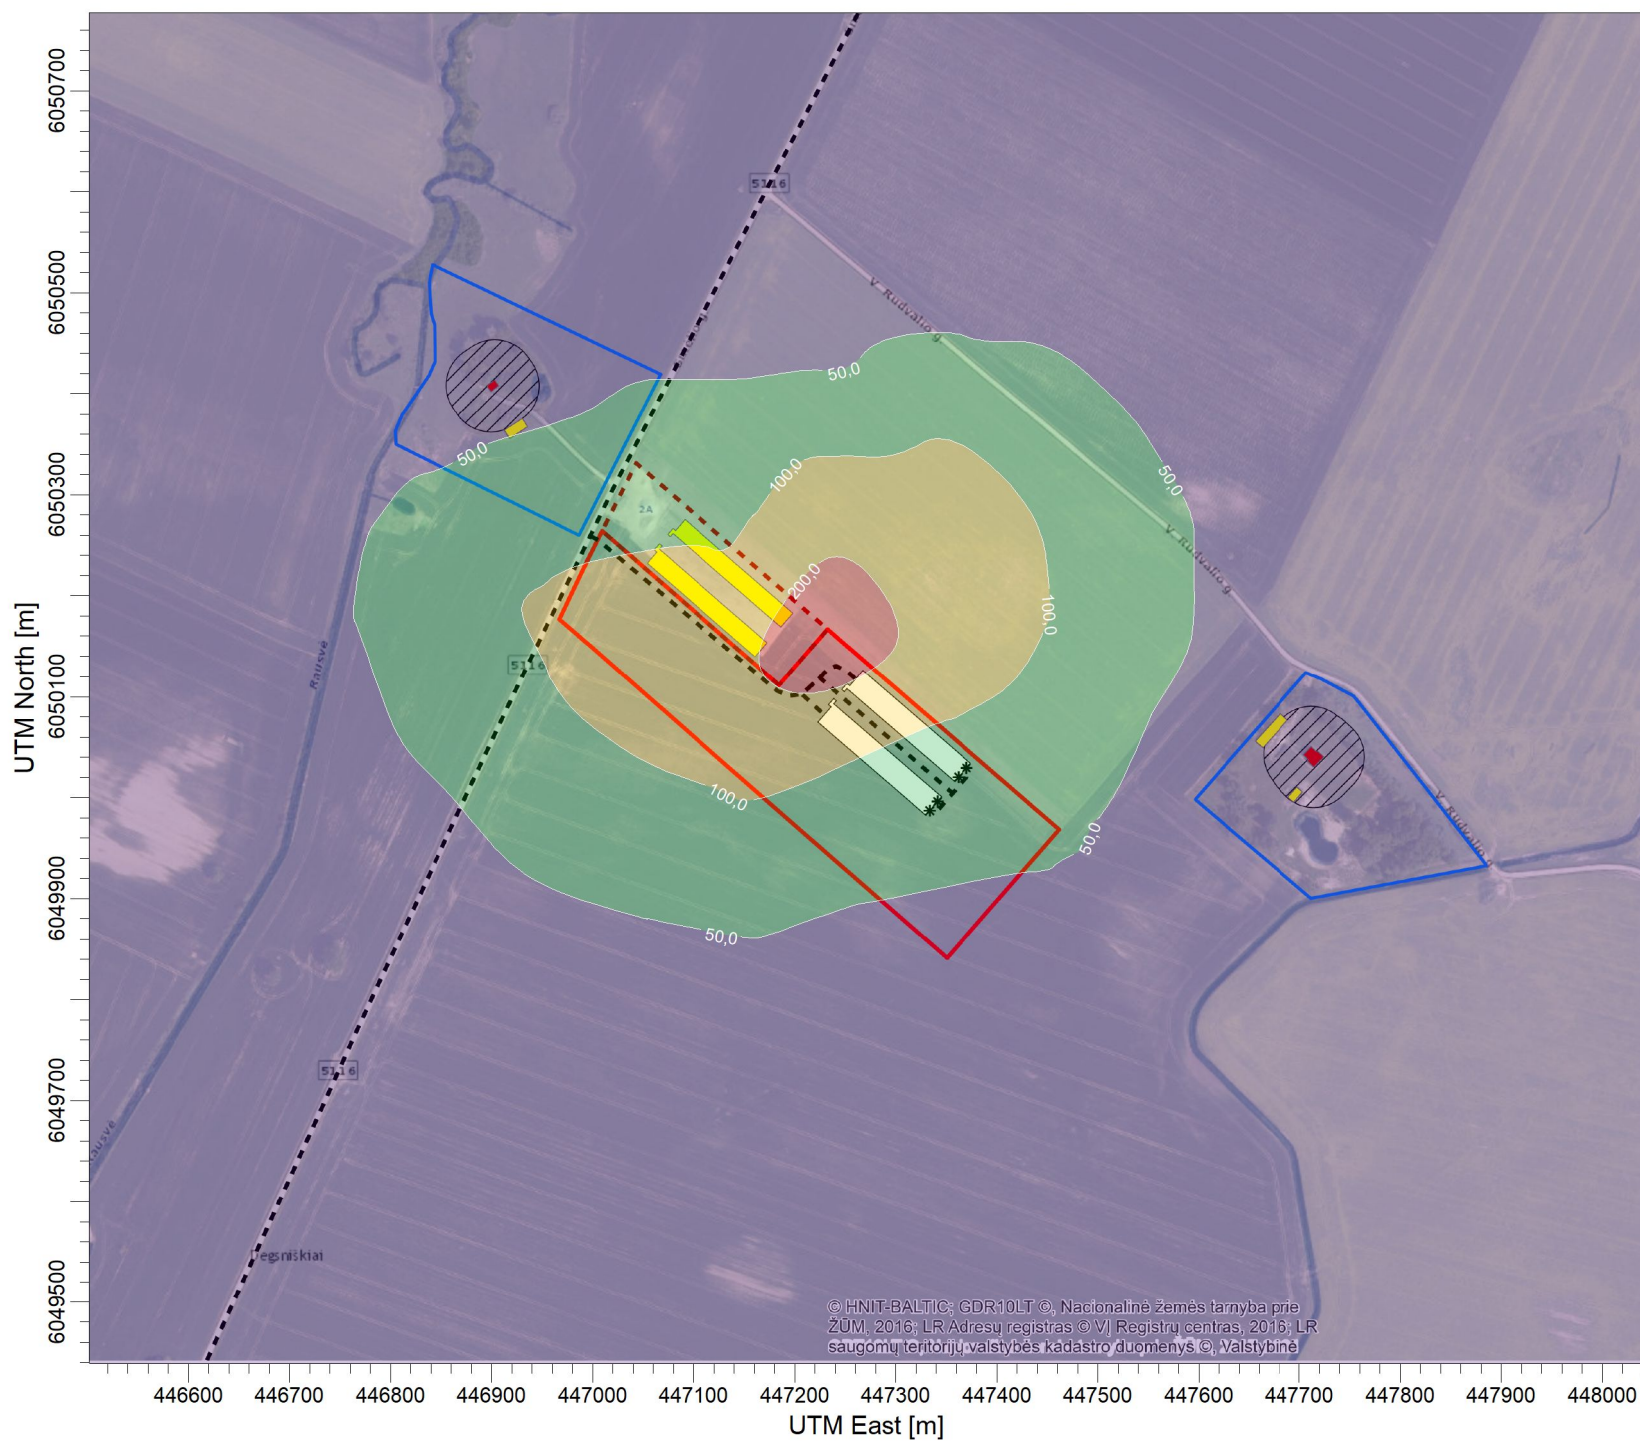 6050700
6050500
6050300
6050100
6049900
6049700
6049500
UTM North [m]
5116
V. Rudvalio g
50,0
50,0
50,0
100,0
2A
V. Rudvalio g
200,0
100,0
5116
Rausvė
100,0
50,0
V. Rudvalio g
50,0
5116
Degsniškiai
© HNIT-BALTIC; GDR10LT ©, Nacionalinė žemės tarnyba prie
ŽŪM, 2016; LR Adresų registras © VĮ Registrų centras, 2016; LR
saugomų teritorijų valstybės kadastro duomenys ©, Valstybinė
446600 446700 446800 446900 447000 447100 447200 447300 447400 447500 447600 447700 447800 447900 448000
UTM East [m]